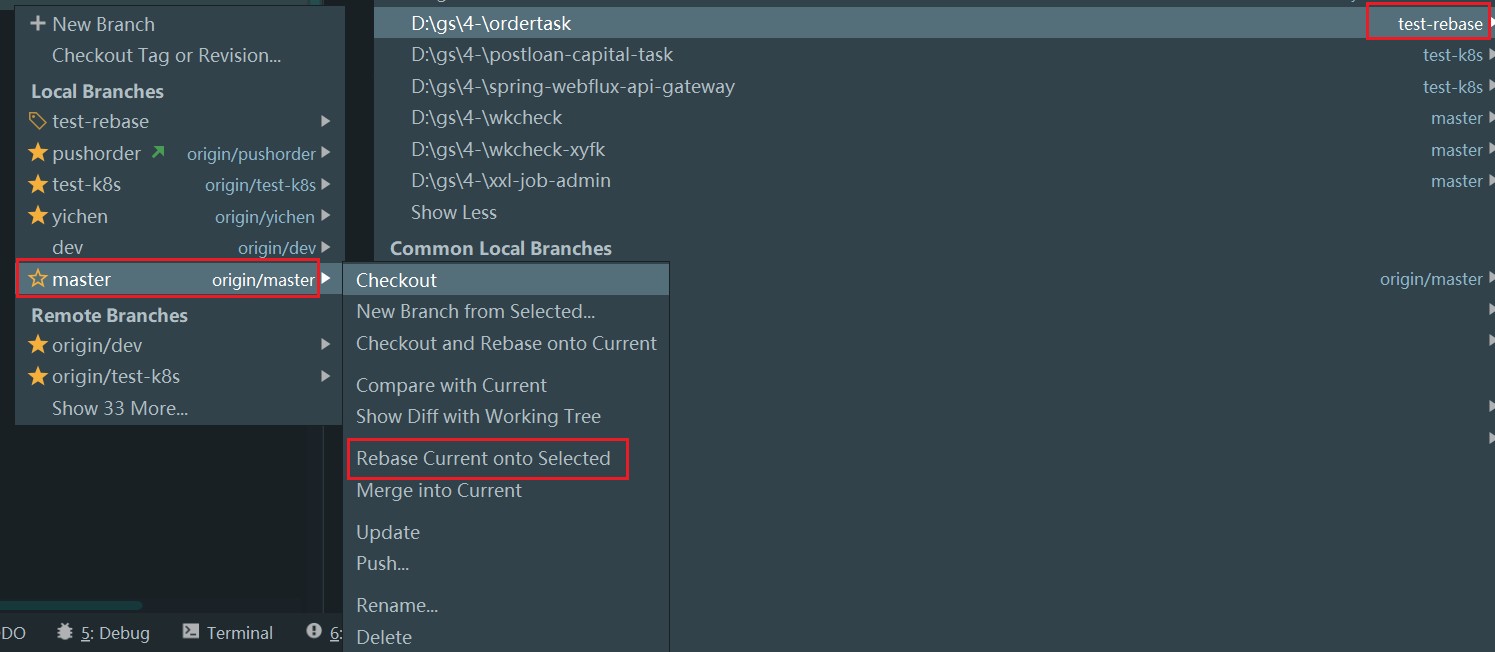 New Branch
Checkout Tag or Revision...
Local Branches
test-rebase
pushorder origin/pushorder
test-k8s origin/test-k8s
yichen origin/yichen
dev origin/dev
master origin/master
Remote Branches
origin/dev
origin/test-k8s
Show 33 More...
Checkout
New Branch from Selected...
Checkout and Rebase onto Current
Compare with Current
Show Diff with Working Tree
Rebase Current onto Selected
Merge into Current
Update
Push...
Rename...
Delete
D:\gs\4-\ordertask test-rebase
D:\gs\4-\postloan-capital-task test-k8s
D:\gs\4-\spring-webflux-api-gateway test-k8s
D:\gs\4-\wkcheck master
D:\gs\4-\wkcheck-xyfk master
D:\gs\4-\xxl-job-admin master
Show Less
Common Local Branches
origin/master
DO 5: Debug Terminal 6: